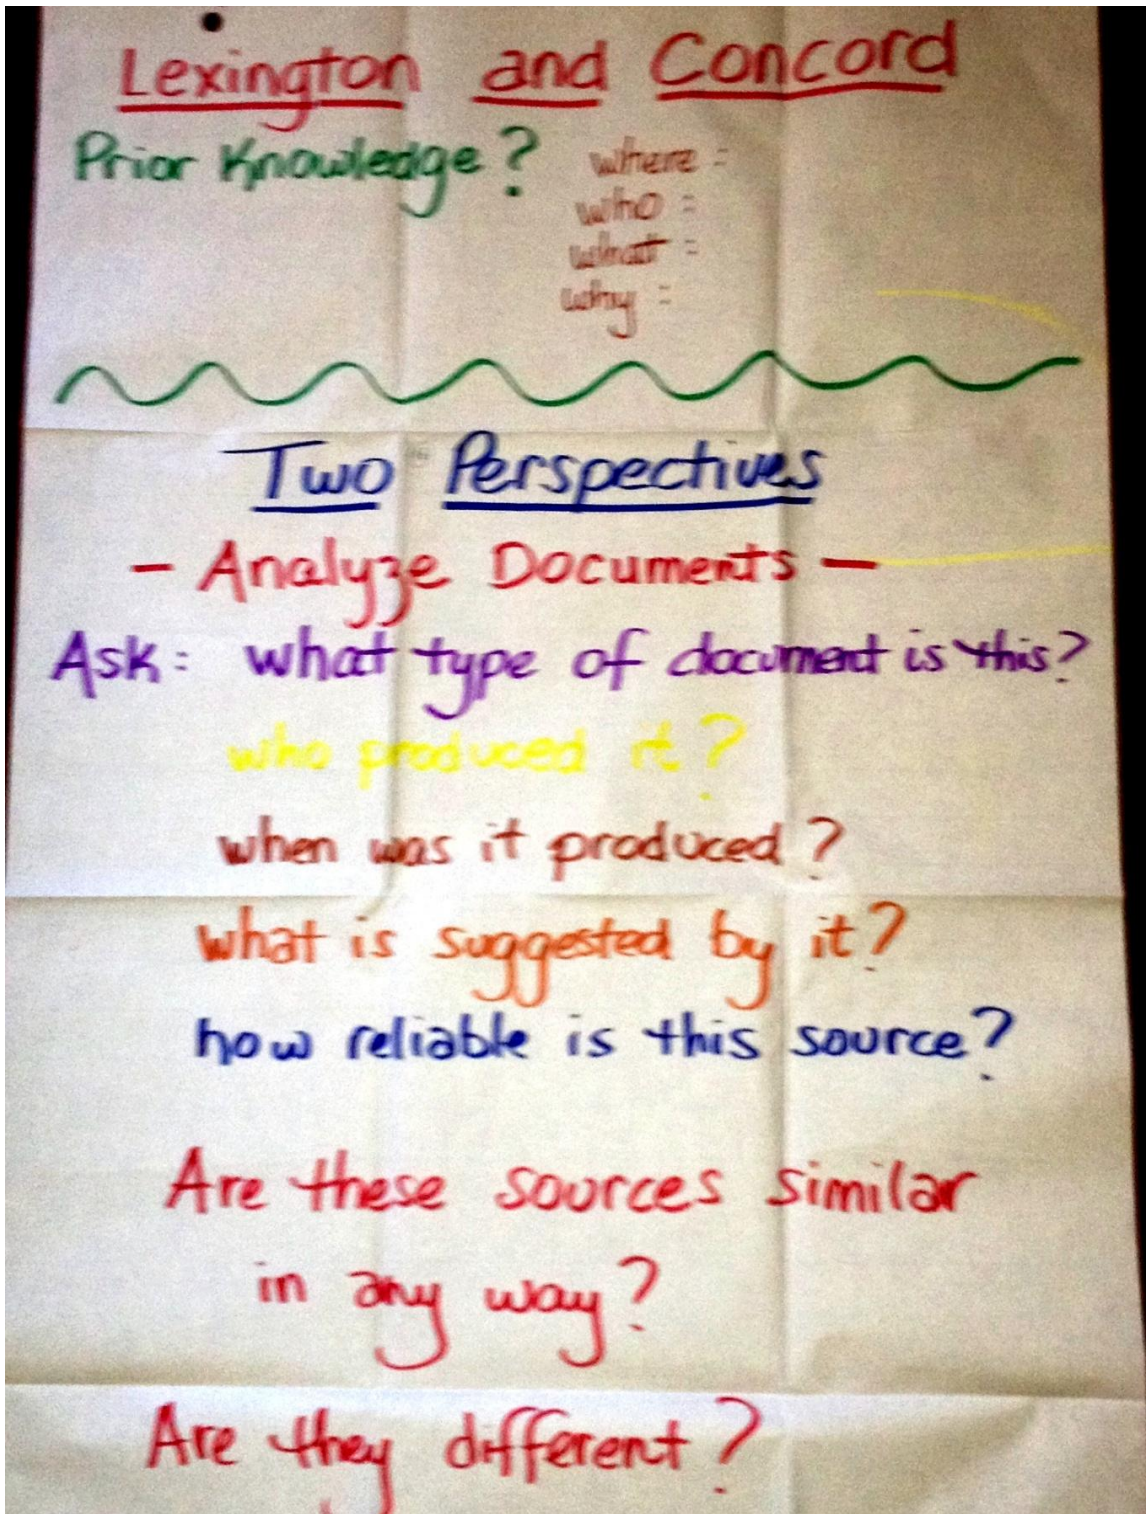 Lexington and Concord
Prior Knowledge? where:
who:
what:
why:
Two Perspectives
- Analyze Documents -
Ask: what type of document is this?
who produced it?
when was it produced?
what is suggested by it?
how reliable is this source?
Are these sources similar
in any way?
Are they different?